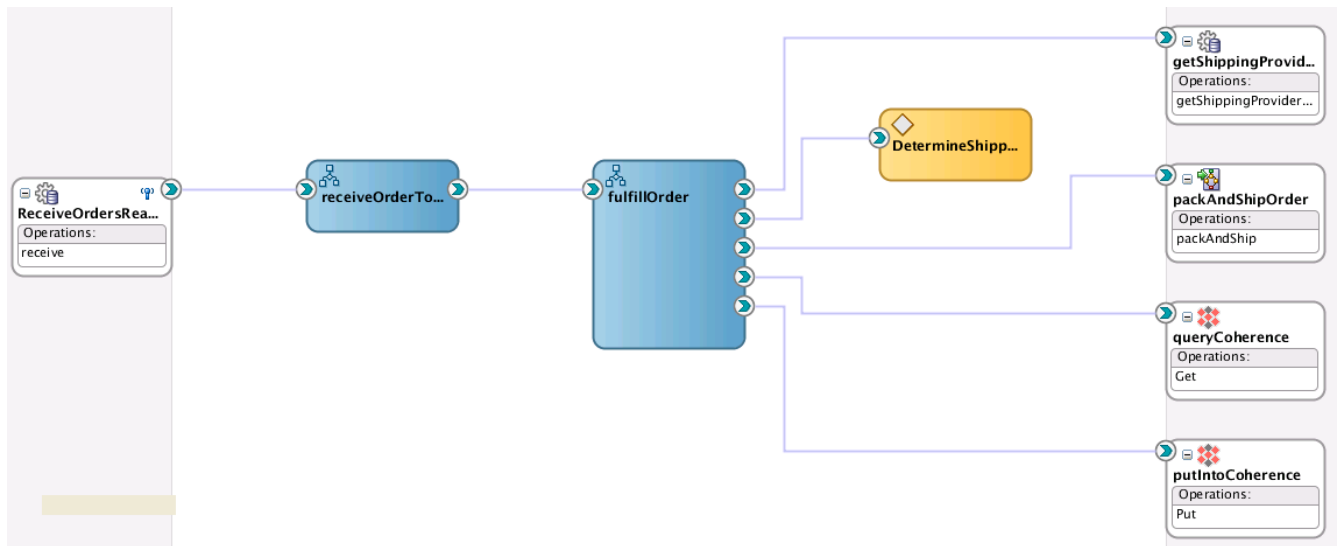 ReceiveOrdersRea...
Operations:
receive
receiveOrderTo...
fulfillOrder
DetermineShipp...
getShippingProvid...
Operations:
getShippingProvider...
packAndShipOrder
Operations:
packAndShip
queryCoherence
Operations:
Get
putIntoCoherence
Operations:
Put